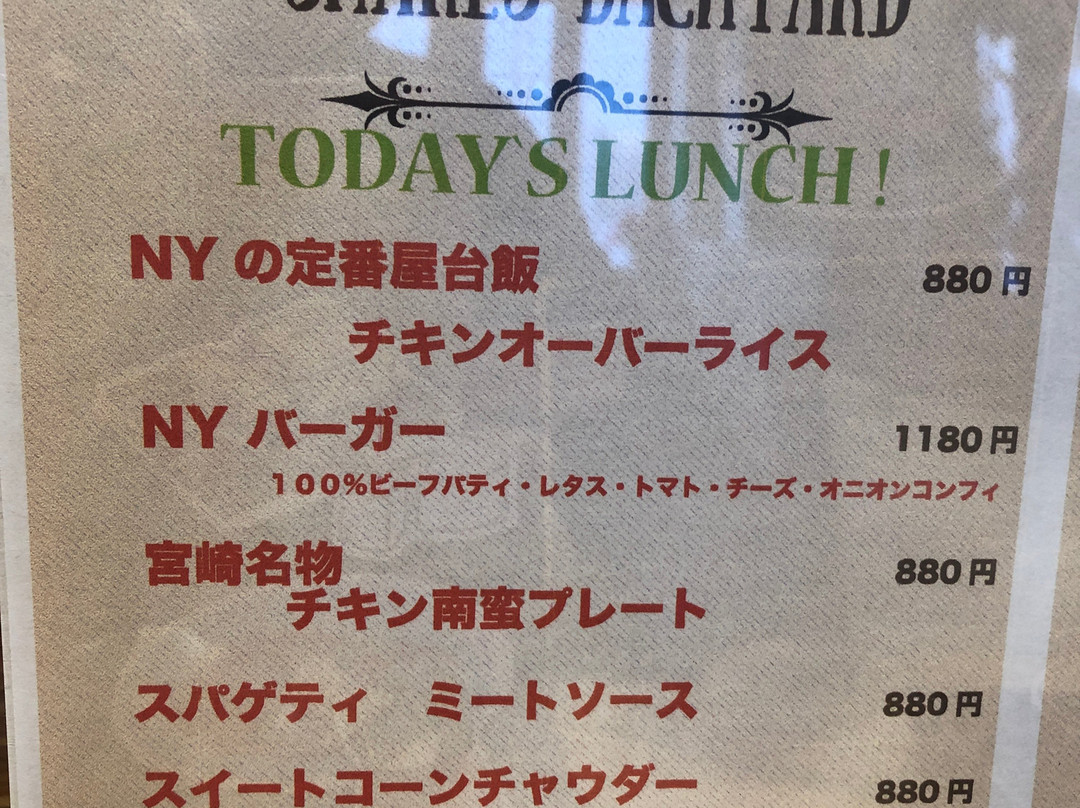 BACKYARD
TODAY`S LUNCH !
NY の定番屋台飯 880 円
チキンオーバーライス
NY バーガー 1180 円
１００%ビーフパティ・レタス・トマト・チーズ・オニオンコンフィ
宮崎名物 880 円
チキン南蛮プレート
スパゲティ　ミートソース 880 円
スイートコーンチャウダー 880 円